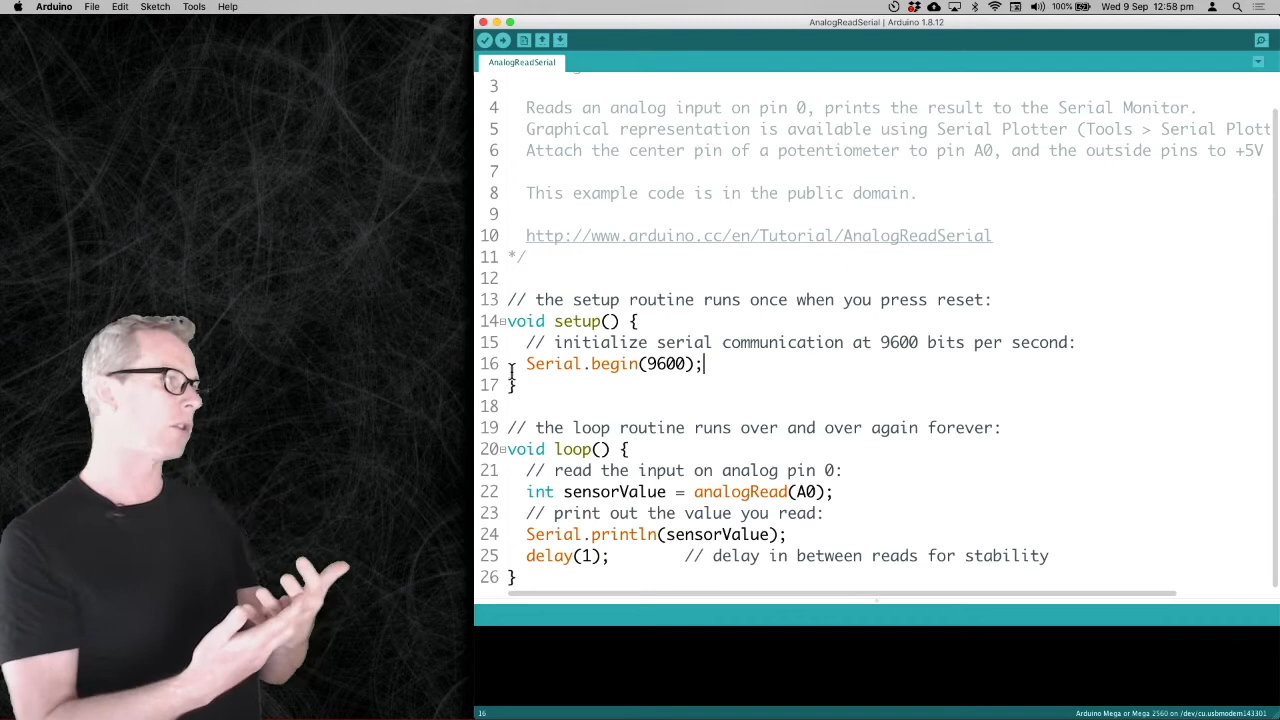 Arduino File Edit Sketch Tools Help 100% Wed 9 Sep 12:58 pm
AnalogReadSerial | Arduino 1.8.12
AnalogReadSerial
3
4 Reads an analog input on pin 0, prints the result to the Serial Monitor.
5 Graphical representation is available using Serial Plotter (Tools > Serial Plott
6 Attach the center pin of a potentiometer to pin A0, and the outside pins to +5V
7
8 This example code is in the public domain.
9
10 http://www.arduino.cc/en/Tutorial/AnalogReadSerial
11 */
12
13 // the setup routine runs once when you press reset:
14 void setup() {
15 // initialize serial communication at 9600 bits per second:
16 Serial.begin(9600);
17 }
18
19 // the loop routine runs over and over again forever:
20 void loop() {
21 // read the input on analog pin 0:
22 int sensorValue = analogRead(A0);
23 // print out the value you read:
24 Serial.println(sensorValue);
25 delay(1); // delay in between reads for stability
26 }
16 Arduino Mega or Mega 2560 on /dev/cu.usbmodem143301